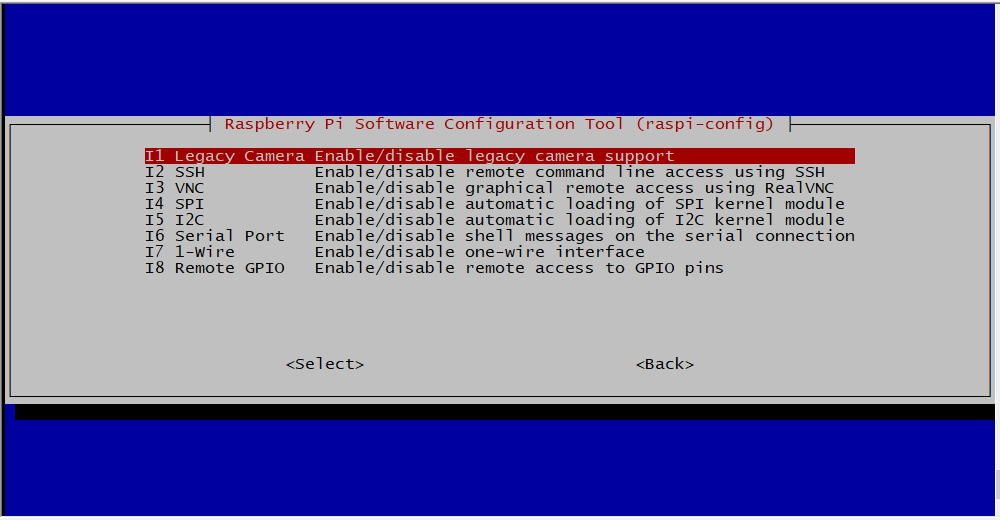 Raspberry Pi Software Configuration Tool (raspi-config)
I1 Legacy Camera Enable/disable legacy camera support
I2 SSH Enable/disable remote command line access using SSH
I3 VNC Enable/disable graphical remote access using RealVNC
I4 SPI Enable/disable automatic loading of SPI kernel module
I5 I2C Enable/disable automatic loading of I2C kernel module
I6 Serial Port Enable/disable shell messages on the serial connection
I7 1-Wire Enable/disable one-wire interface
I8 Remote GPIO Enable/disable remote access to GPIO pins
<Select> <Back>